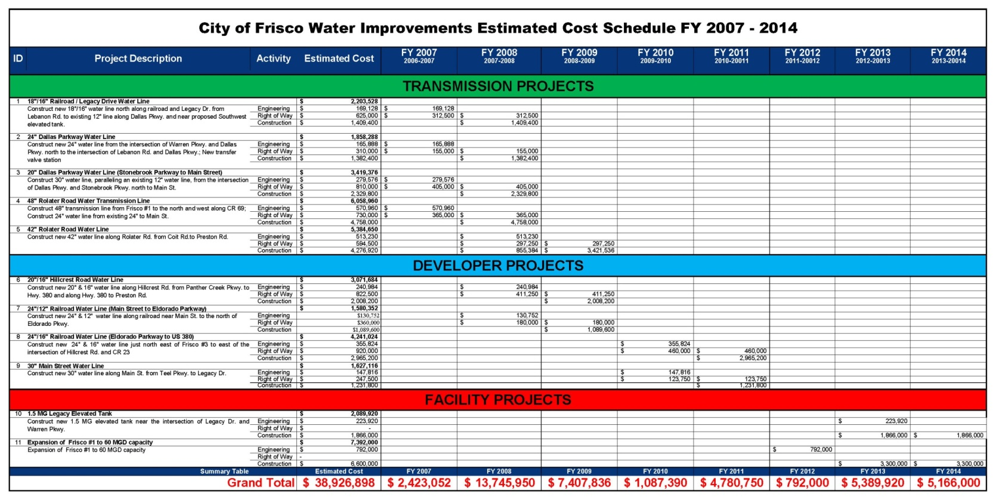 City of Frisco Water Improvements Estimated Cost Schedule FY 2007 - 2014
ID Project Description Activity Estimated Cost FY 2007 FY 2008 FY 2009 FY 2010 FY 2011 FY 2012 FY 2013 FY 2014
2006-2007 2007-2008 2008-2009 2009-2010 2010-20011 2011-20012 2012-20013 2013-20014
TRANSMISSION PROJECTS
1 18"/16" Railroad / Legacy Drive Water Line $ 2,203,528
Construct new 18"/16" water line north along railroad and Legacy Dr. from Engineering $ 169,128 $ 169,128
Lebanon Rd. to existing 12" line along Dallas Pkwy. and near proposed Southwest Right of Way $ 625,000 $ 312,500 $ 312,500
elevated tank. Construction $ 1,409,400 $ 1,409,400
2 24" Dallas Parkway Water Line $ 1,858,288
Construct new 24" water line from the intersection of Warren Pkwy. and Dallas Engineering $ 165,888 $ 165,888
Pkwy. north to the intersection of Lebanon Rd. and Dallas Pkwy.; New transfer Right of Way $ 310,000 $ 155,000 $ 155,000
valve station Construction $ 1,382,400 $ 1,382,400
3 20" Dallas Parkway Water Line (Stonebrook Parkway to Main Street) $ 3,419,376
Construct 30" water line, paralleling an existing 12" water line, from the intersection Engineering $ 279,576 $ 279,576
of Dallas Pkwy. and Stonebrook Pkwy. north to Main St. Right of Way $ 810,000 $ 405,000 $ 405,000
Construction $ 2,329,800 $ 2,329,800
4 48" Rolater Road Water Transmission Line $ 6,058,960
Construct 48" transmission line from Frisco #1 to the north and west along CR 69; Engineering $ 570,960 $ 570,960
Construct 24" water line from existing 24" to Main St. Right of Way $ 730,000 $ 365,000 $ 365,000
Construction $ 4,758,000 $ 4,758,000
5 42" Rolater Road Water Line $ 5,384,650
Construct new 42" water line along Rolater Rd. from Coit Rd.to Preston Rd. Engineering $ 513,230 $ 513,230
Right of Way $ 594,500 $ 297,250 $ 297,250
Construction $ 4,276,920 $ 855,384 $ 3,421,536
DEVELOPER PROJECTS
6 20"/16" Hillcrest Road Water Line $ 3,071,684
Construct new 20" & 16" water line along Hillcrest Rd. from Panther Creek Pkwy. to Engineering $ 240,984 $ 240,984
Hwy. 380 and along Hwy. 380 to Preston Rd. Right of Way $ 822,500 $ 411,250 $ 411,250
Construction $ 2,008,200 $ 2,008,200
7 24"/12" Railroad Water Line (Main Street to Eldorado Parkway) $ 1,580,352
Construct new 24" & 12" water line along railroad near Main St. to the north of Engineering $130,752 $ 130,752
Eldorado Pkwy. Right of Way $360,000 $ 180,000 $ 180,000
Construction $1,089,600 $ 1,089,600
8 24"/16" Railroad Water Line (Eldorado Parkway to US 380) $ 4,241,024
Construct new 24" & 16" water line just north east of Frisco #3 to east of the Engineering $ 355,824 $ 355,824
intersection of Hillcrest Rd. and CR 23 Right of Way $ 920,000 $ 460,000 $ 460,000
Construction $ 2,965,200 $ 2,965,200
9 30" Main Street Water Line $ 1,627,116
Construct new 30" water line along Main St. from Teel Pkwy. to Legacy Dr. Engineering $ 147,816 $ 147,816
Right of Way $ 247,500 $ 123,750 $ 123,750
Construction $ 1,231,800 $ 1,231,800
FACILITY PROJECTS
10 1.5 MG Legacy Elevated Tank $ 2,089,920
Construct new 1.5 MG elevated tank near the intersection of Legacy Dr. and Engineering $ 223,920 $ 223,920
Warren Pkwy. Right of Way $ -
Construction $ 1,866,000 $ 1,866,000 $ 1,866,000
11 Expansion of Frisco #1 to 60 MGD capacity $ 7,392,000
Expansion of Frisco #1 to 60 MGD capacity Engineering $ 792,000 $ 792,000
Right of Way -
Construction $ 6,600,000 $ 3,300,000 $ 3,300,000
Summary Table Estimated Cost FY 2007 FY 2008 FY 2009 FY 2010 FY 2011 FY 2012 FY 2013 FY 2014
Grand Total $ 38,926,898 $ 2,423,052 $ 13,745,950 $ 7,407,836 $ 1,087,390 $ 4,780,750 $ 792,000 $ 5,389,920 $ 5,166,000